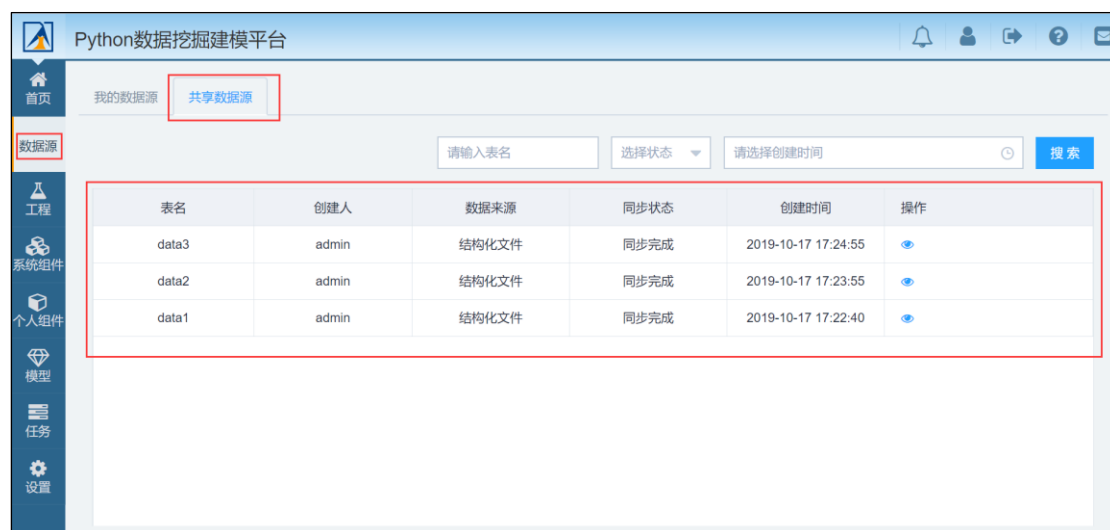 Python数据挖掘建模平台
首页
数据源
工程
系统组件
个人组件
模型
任务
设置
我的数据源 共享数据源
请输入表名 选择状态 请选择创建时间 搜索
表名 创建人 数据来源 同步状态 创建时间 操作
data3 admin 结构化文件 同步完成 2019-10-17 17:24:55
data2 admin 结构化文件 同步完成 2019-10-17 17:23:55
data1 admin 结构化文件 同步完成 2019-10-17 17:22:40